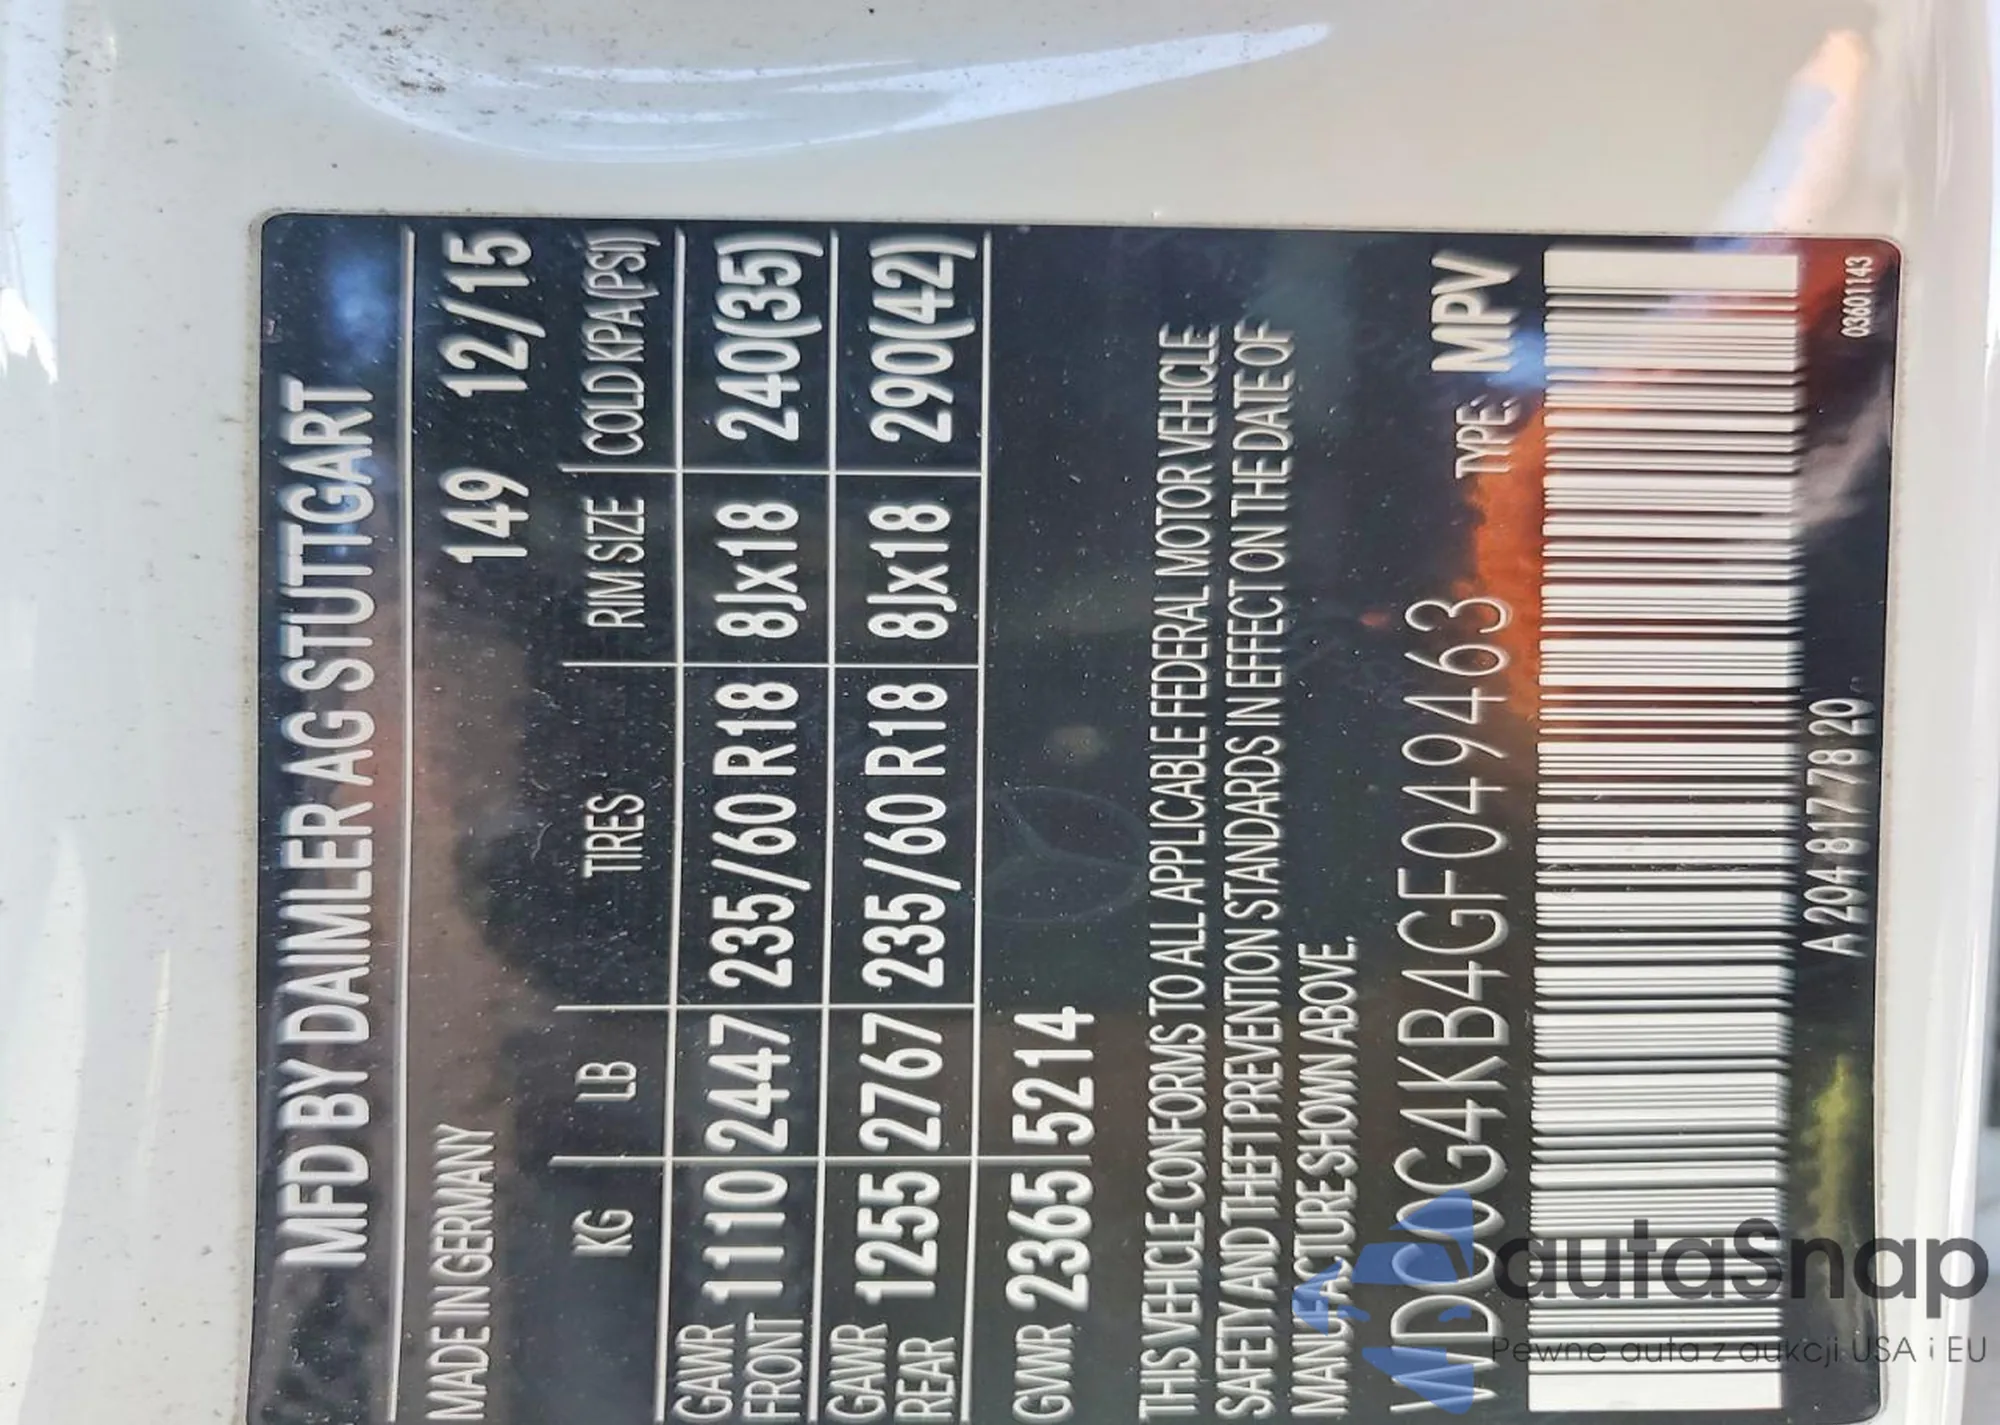 MFD BY DAIMLER AG STUTTGART
MADE IN GERMANY 149 12/15
KG LB TIRES RIM SIZE COLD KPA(PSI)
GAWR FRONT 1110 2447 235/60 R18 8Jx18 240(35)
GAWR REAR 1255 2767 235/60 R18 8Jx18 290(42)
GVWR 2365 5214
THIS VEHICLE CONFORMS TO ALL APPLICABLE FEDERAL MOTOR VEHICLE
SAFETY AND THEFT PREVENTION STANDARDS IN EFFECT ON THE DATE OF
MANUFACTURE SHOWN ABOVE.
WDC0G4KB4GF049463 TYPE: MPV
A 204 817 78 20 03601143
autaSnap
Pewne auta z aukcji USA i EU